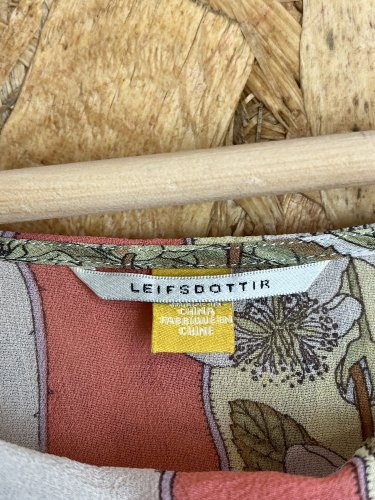 LEIFSDOTTIR
CHINA
FABRIQUE EN
CHINE